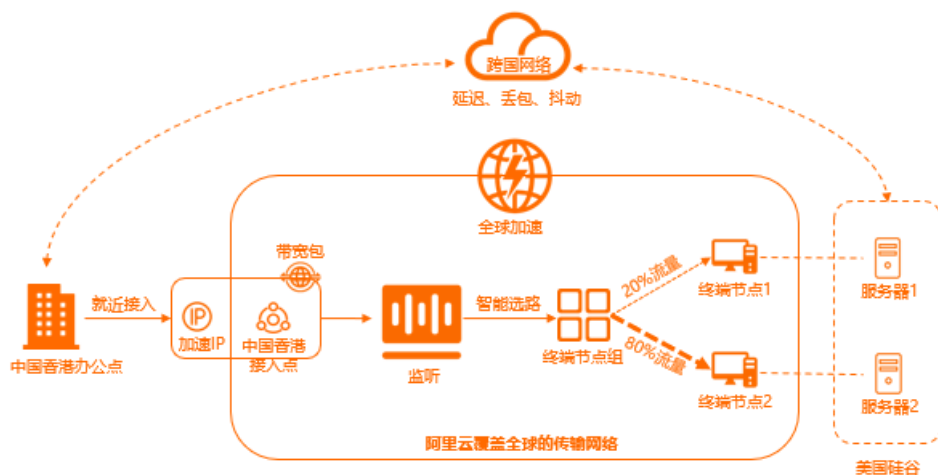 跨国网络
延迟、丢包、抖动
全球加速
带宽包
就近接入
IP
加速IP
中国香港
接入点
中国香港办公点
监听
智能选路
终端节点组
20%流量
80%流量
终端节点1
终端节点2
服务器1
服务器2
阿里云覆盖全球的传输网络
美国硅谷